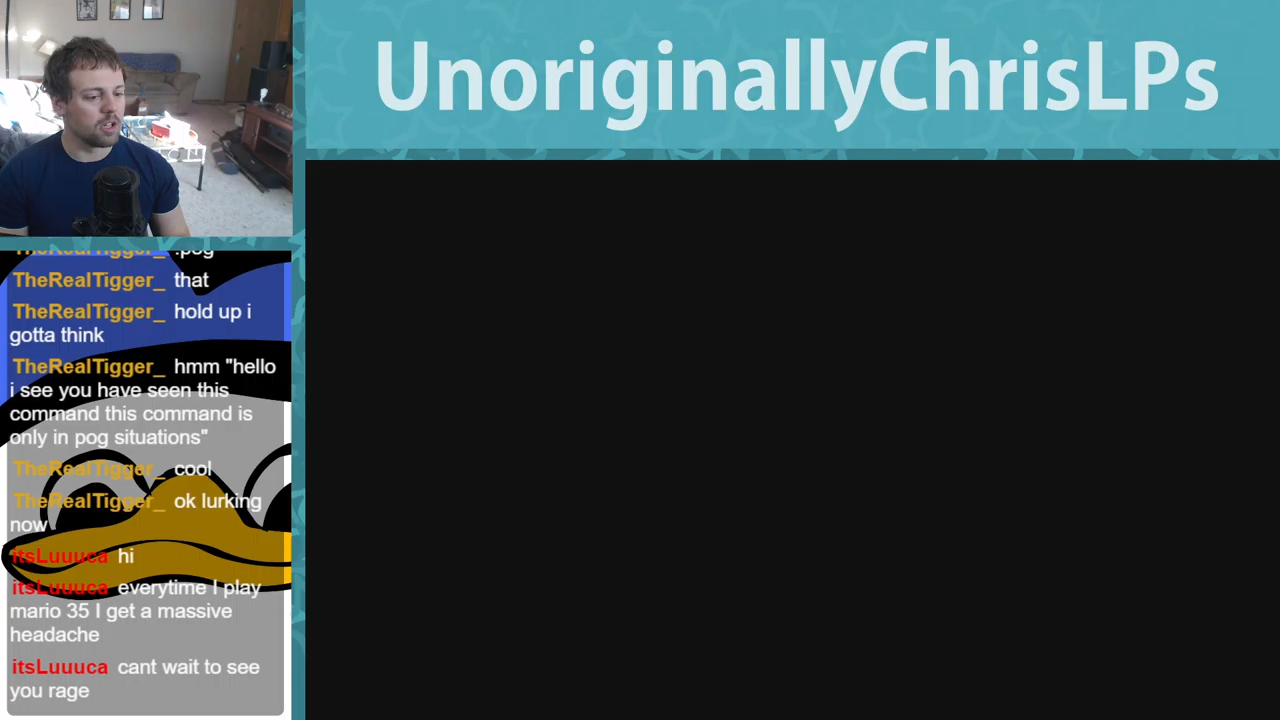 UnoriginallyChrisLPs
TheRealTigger_ .pog
TheRealTigger_ that
TheRealTigger_ hold up i
gotta think
TheRealTigger_ hmm "hello
i see you have seen this
command this command is
only in pog situations"
TheRealTigger_ cool
TheRealTigger_ ok lurking
now
itsLuuuca hi
itsLuuuca everytime I play
mario 35 I get a massive
headache
itsLuuuca cant wait to see
you rage